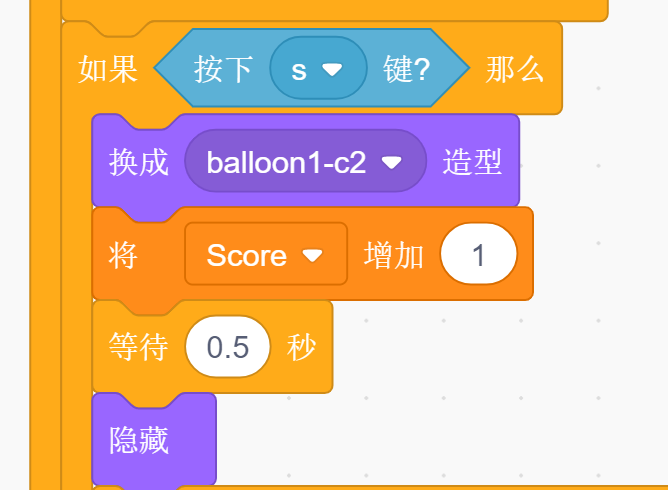 如果 按下 s 键? 那么
换成 balloon1-c2 造型
将 Score 增加 1
等待 0.5 秒
隐藏